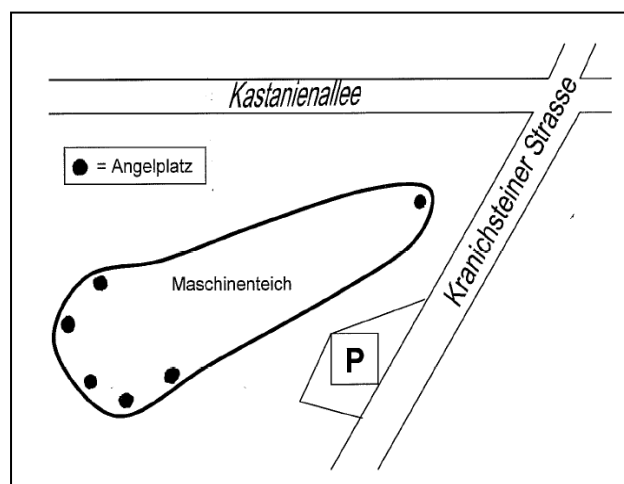 Kastanienallee
Kranichsteiner Strasse
= Angelplatz
Maschinenteich
P